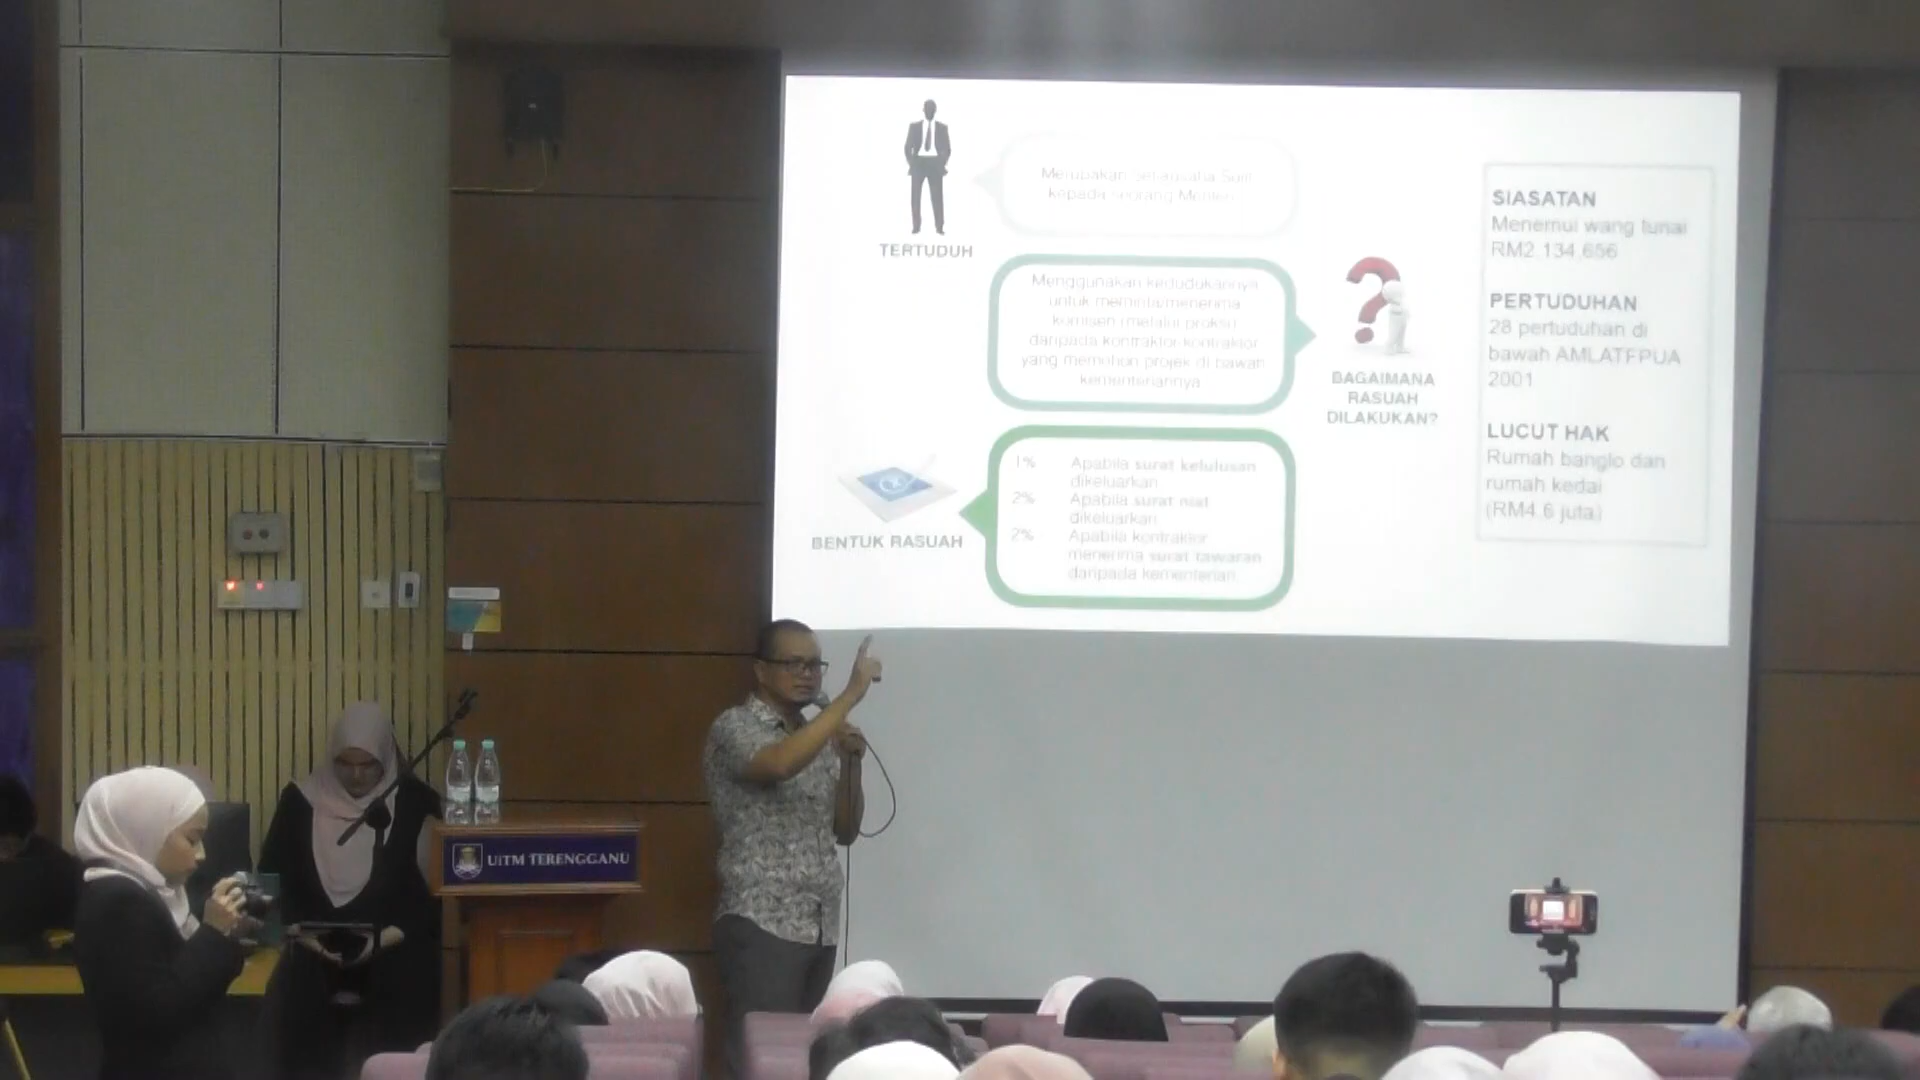 TERTUDUH
Merupakan Setiausaha Sulit
kepada seorang Menteri
Menggunakan kedudukannya
untuk meminta/menerima
komisen (melalui proksi)
daripada kontraktor-kontraktor
yang memohon projek di bawah
kementeriannya
BAGAIMANA
RASUAH
DILAKUKAN?
BENTUK RASUAH
1% Apabila surat kelulusan
dikeluarkan
2% Apabila surat niat
dikeluarkan
2% Apabila kontraktor
menerima surat tawaran
daripada kementerian
SIASATAN
Menemui wang tunai
RM2,134,656
PERTUDUHAN
28 pertuduhan di
bawah AMLATFPUA
2001
LUCUT HAK
Rumah banglo dan
rumah kedai
(RM4.6 juta)
UiTM TERENGGANU